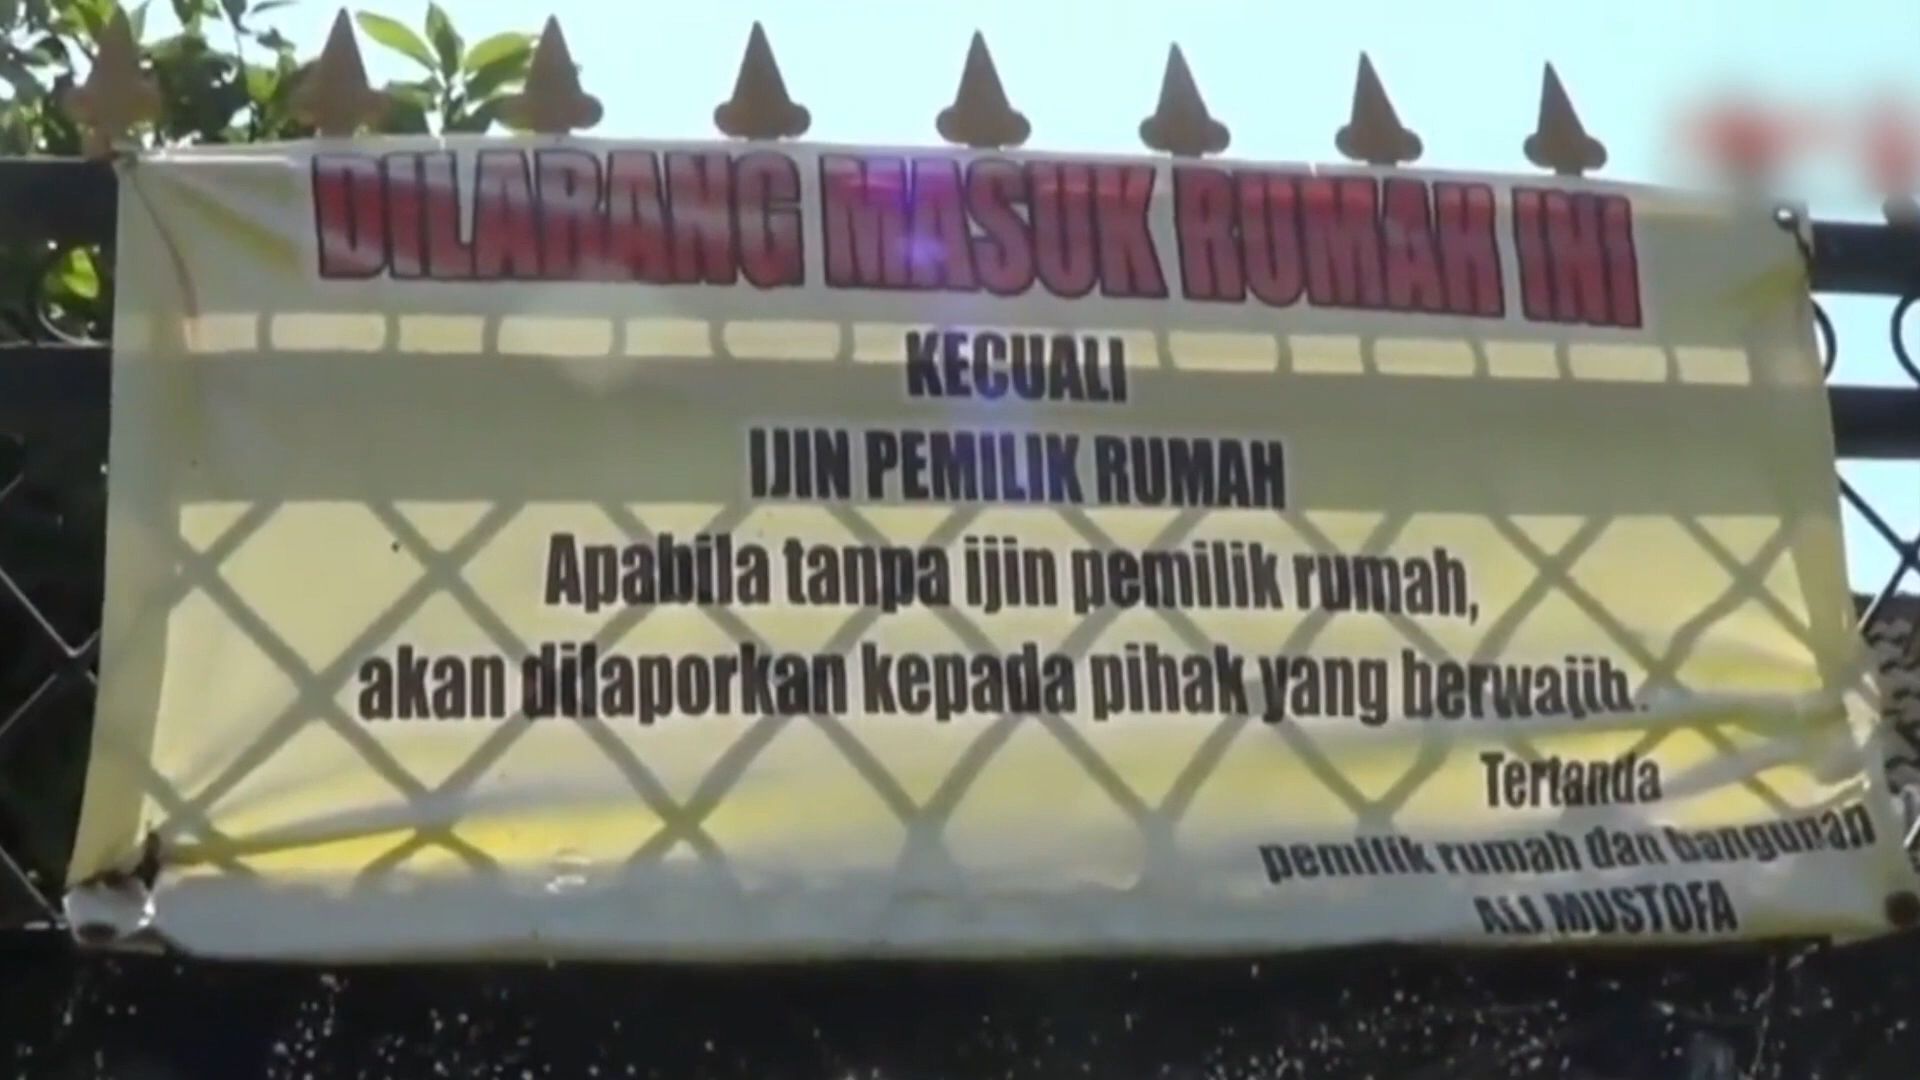 DILARANG MASUK RUMAH INI
KECUALI
IJIN PEMILIK RUMAH
Apabila tanpa ijin pemilik rumah,
akan dilaporkan kepada pihak yang berwajib.
Tertanda
pemilik rumah dan bangunan
ALI MUSTOFA